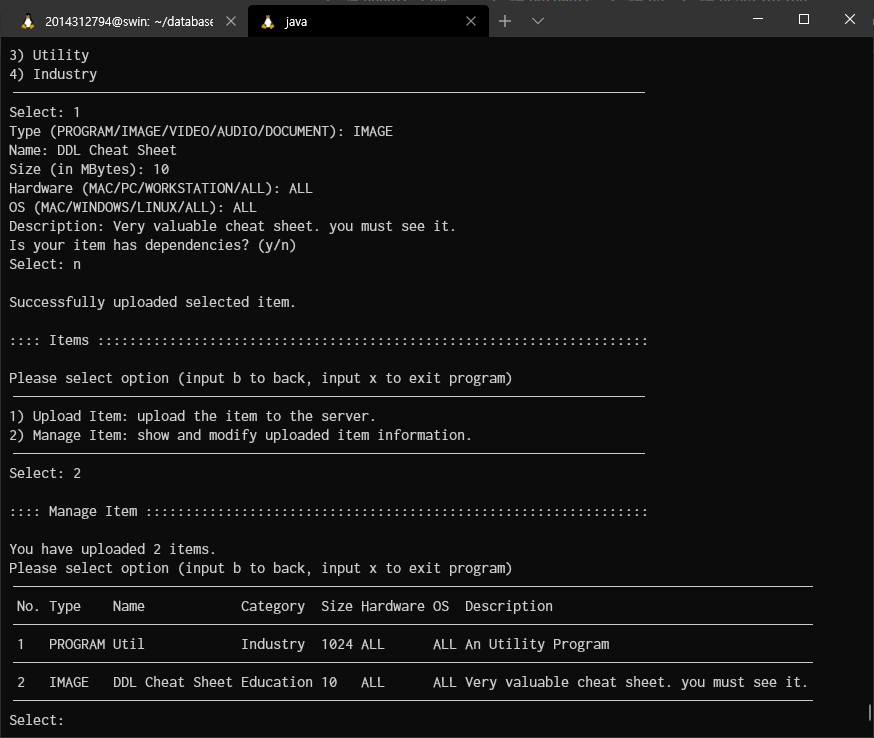 2014312794@swin: ~/database
java
3) Utility
4) Industry
Select: 1
Type (PROGRAM/IMAGE/VIDEO/AUDIO/DOCUMENT): IMAGE
Name: DDL Cheat Sheet
Size (in MBytes): 10
Hardware (MAC/PC/WORKSTATION/ALL): ALL
OS (MAC/WINDOWS/LINUX/ALL): ALL
Description: Very valuable cheat sheet. you must see it.
Is your item has dependencies? (y/n)
Select: n
Successfully uploaded selected item.
:::: Items :::::::::::::::::::::::::::::::::::::::::::::::::::::::::::::::::::::
Please select option (input b to back, input x to exit program)
1) Upload Item: upload the item to the server.
2) Manage Item: show and modify uploaded item information.
Select: 2
:::: Manage Item :::::::::::::::::::::::::::::::::::::::::::::::::::::::::::::::
You have uploaded 2 items.
Please select option (input b to back, input x to exit program)
No. Type Name Category Size Hardware OS Description
1 PROGRAM Util Industry 1024 ALL ALL An Utility Program
2 IMAGE DDL Cheat Sheet Education 10 ALL ALL Very valuable cheat sheet. you must see it.
Select: